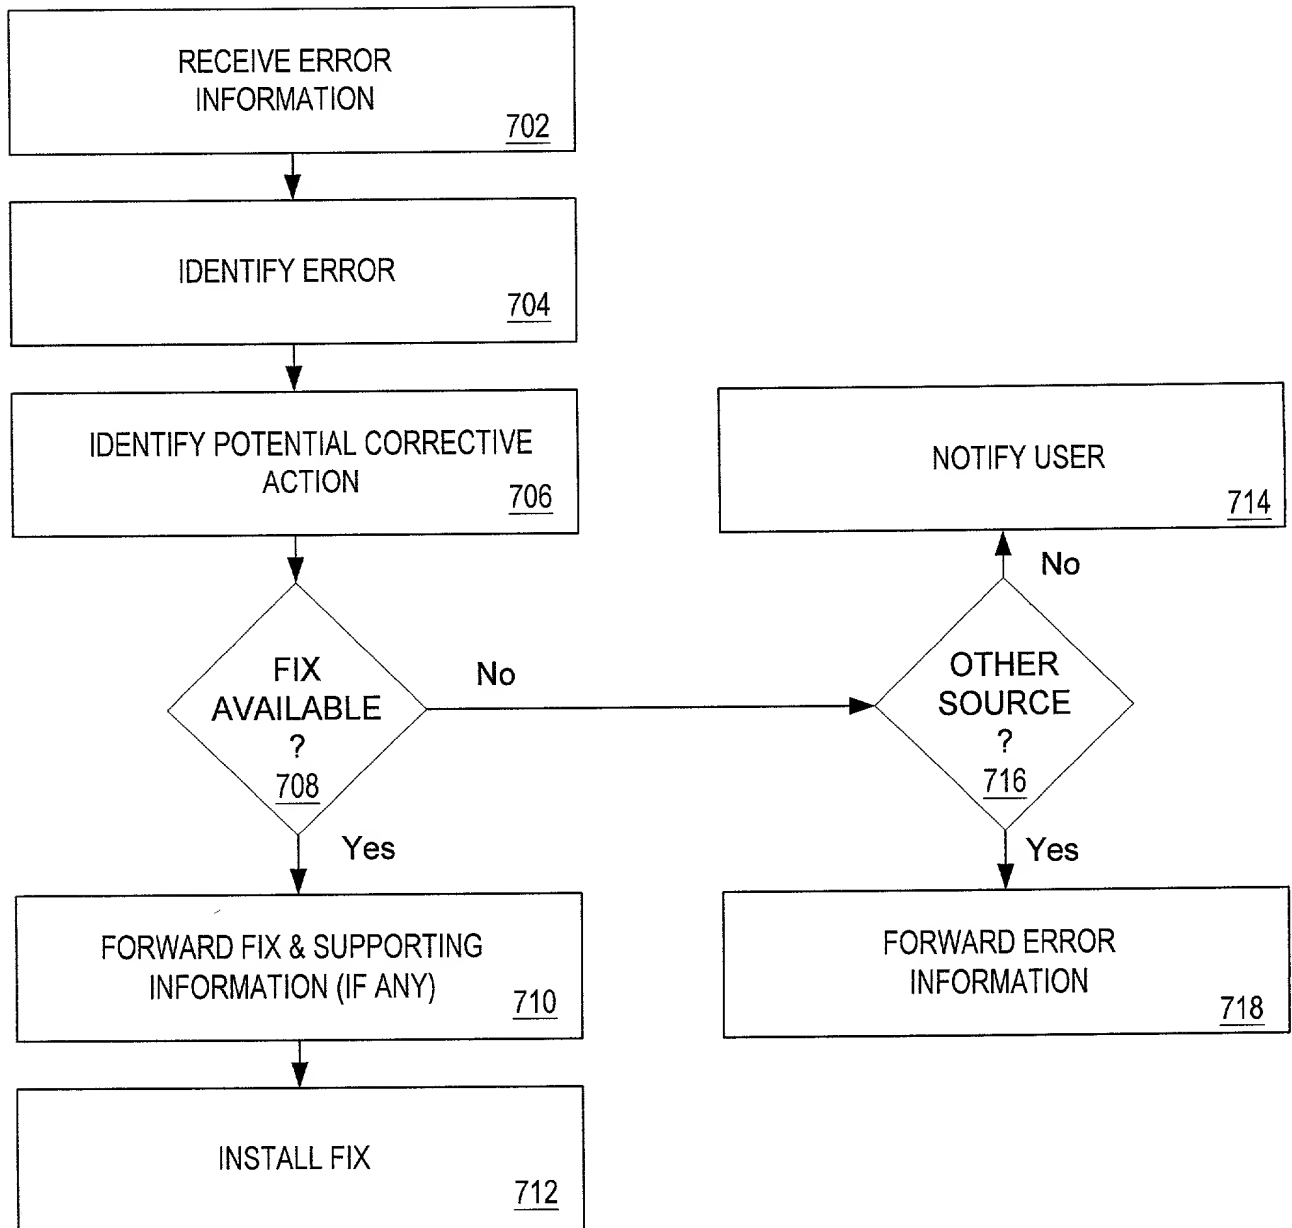 RECEIVE ERROR
INFORMATION
702
IDENTIFY ERROR
704
IDENTIFY POTENTIAL CORRECTIVE
ACTION
706
FIX
AVAILABLE
?
708
No
Yes
FORWARD FIX & SUPPORTING
INFORMATION (IF ANY)
710
INSTALL FIX
712
NOTIFY USER
714
No
OTHER
SOURCE
?
716
Yes
FORWARD ERROR
INFORMATION
718